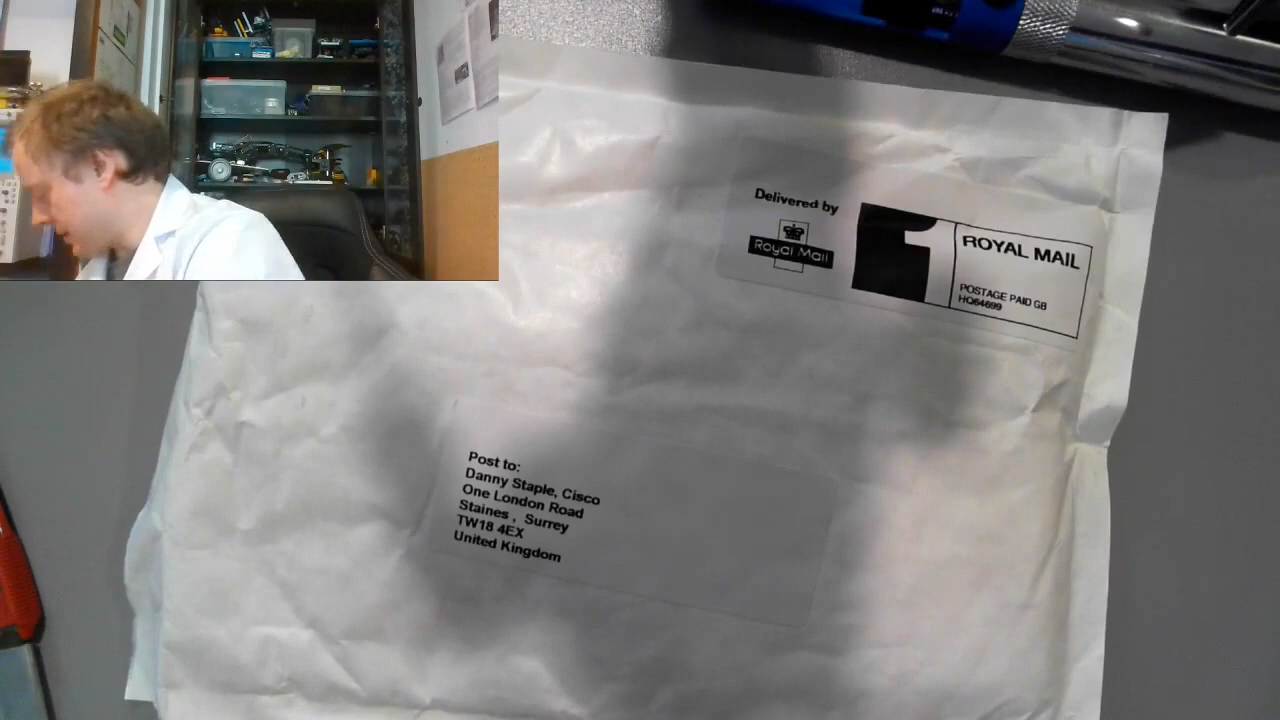 Delivered by
Royal Mail
1
ROYAL MAIL
POSTAGE PAID GB
HQ64699
Post to:
Danny Staple, Cisco
One London Road
Staines , Surrey
TW18 4EX
United Kingdom